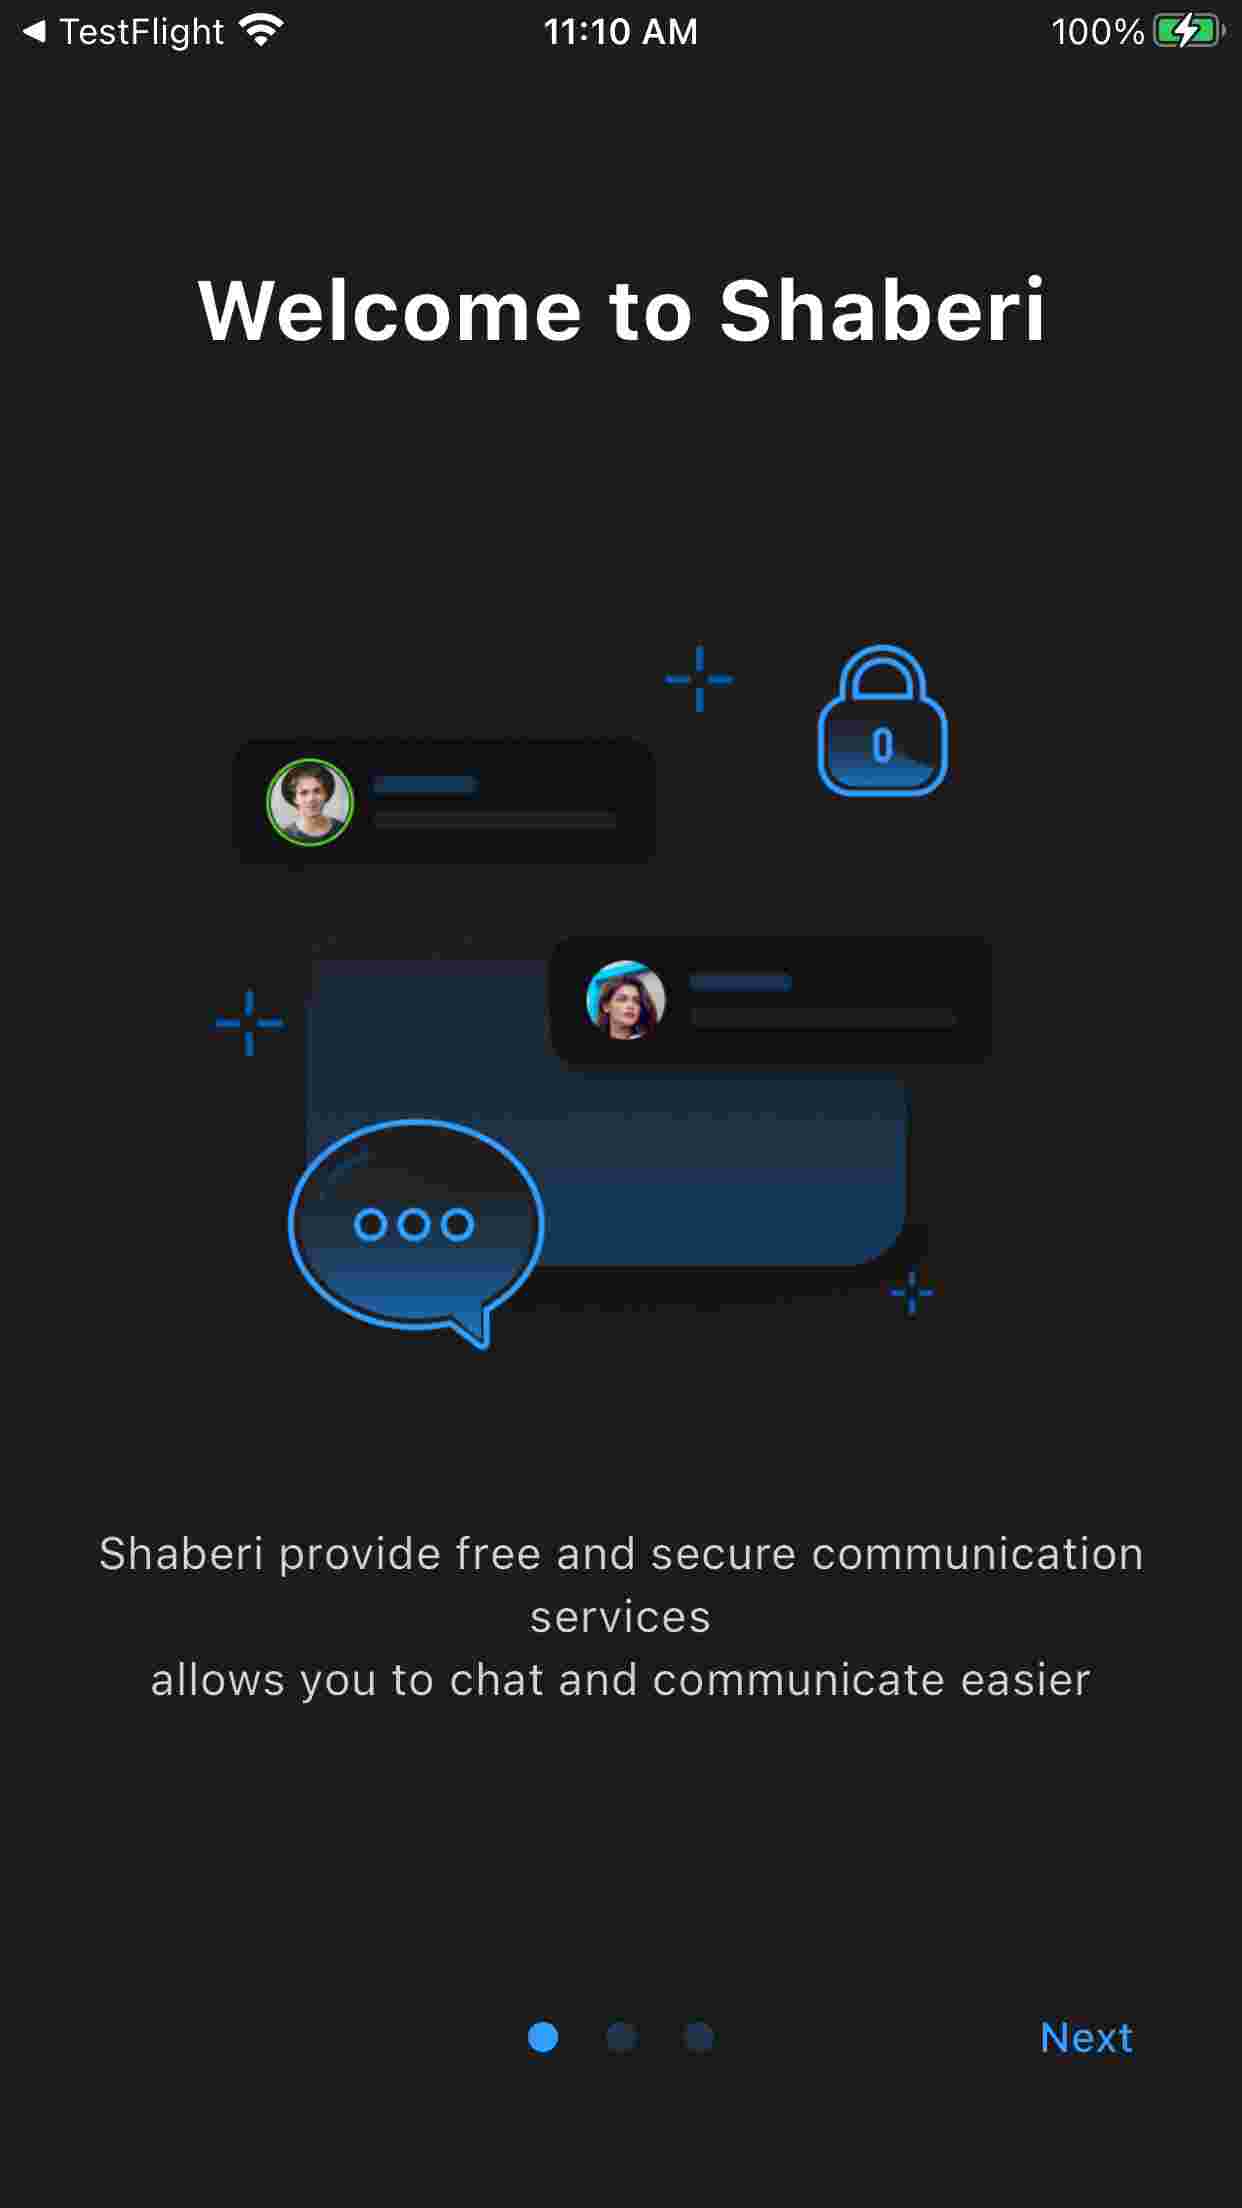 TestFlight
11:10 AM
100%
Welcome to Shaberi
Shaberi provide free and secure communication
services
allows you to chat and communicate easier
Next